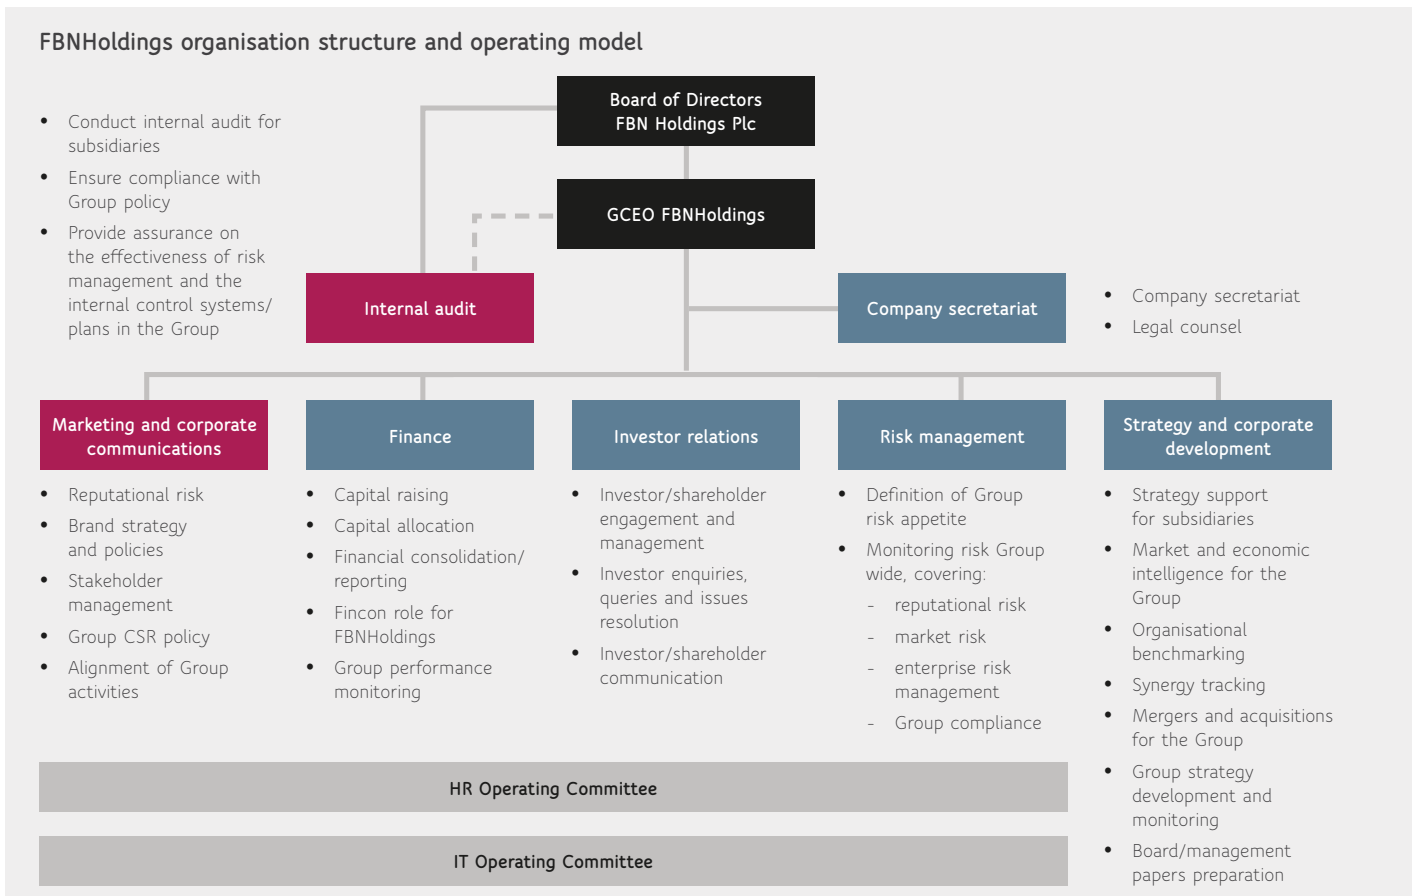 FBNHoldings organisation structure and operating model
Board of Directors
FBN Holdings Plc
GCEO FBNHoldings
• Conduct internal audit for
subsidiaries
• Ensure compliance with
Group policy
• Provide assurance on
the effectiveness of risk
management and the
internal control systems/
plans in the Group
Internal audit
Company secretariat
• Company secretariat
• Legal counsel
Marketing and corporate
communications
• Reputational risk
• Brand strategy
and policies
• Stakeholder
management
• Group CSR policy
• Alignment of Group
activities
Finance
• Capital raising
• Capital allocation
• Financial consolidation/
reporting
• Fincon role for
FBNHoldings
• Group performance
monitoring
Investor relations
• Investor/shareholder
engagement and
management
• Investor enquiries,
queries and issues
resolution
• Investor/shareholder
communication
Risk management
• Definition of Group
risk appetite
• Monitoring risk Group
wide, covering:
- reputational risk
- market risk
- enterprise risk
management
- Group compliance
Strategy and corporate
development
• Strategy support
for subsidiaries
• Market and economic
intelligence for the
Group
• Organisational
benchmarking
• Synergy tracking
• Mergers and acquisitions
for the Group
• Group strategy
development and
monitoring
• Board/management
papers preparation
HR Operating Committee
IT Operating Committee